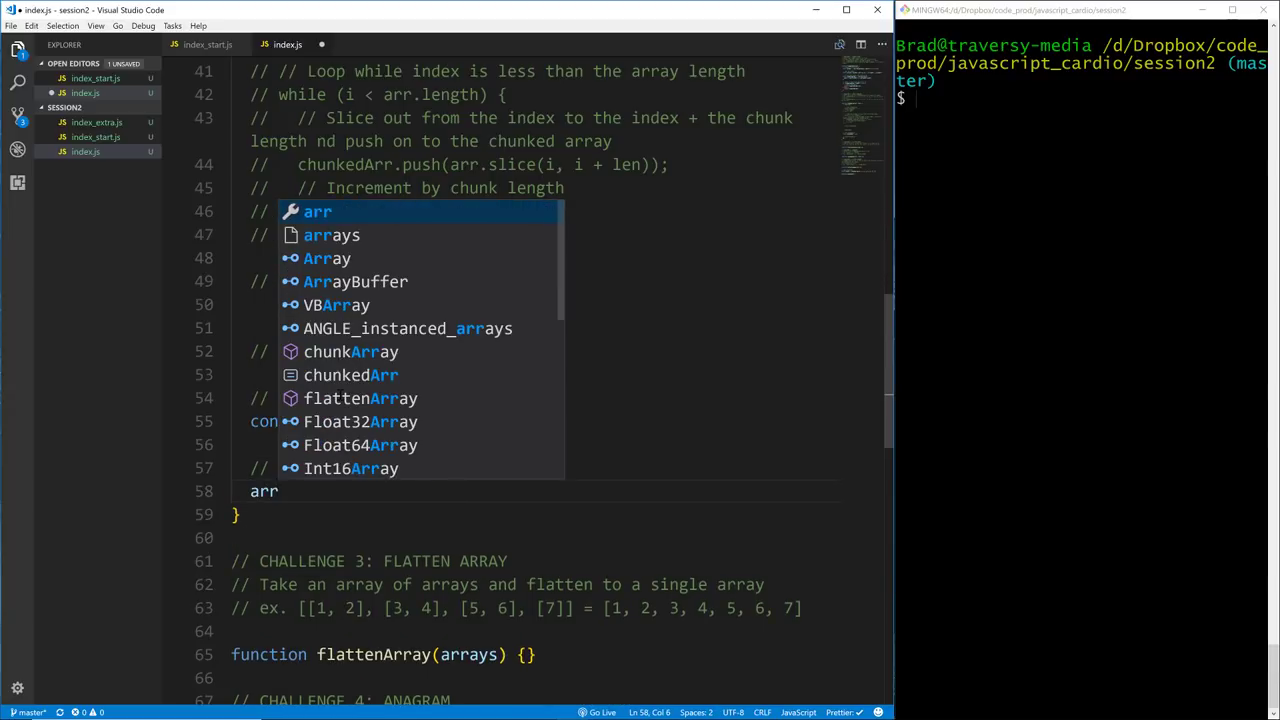 index.js - session2 - Visual Studio Code
File Edit Selection View Go Debug Tasks Help
EXPLORER
OPEN EDITORS 1 UNSAVED
index_start.js U
index.js U
SESSION2
index_extra.js U
index_start.js U
index.js U
1
3
index_start.js
index.js
41 // Loop while index is less than the array length
42 // while (i < arr.length) {
43 // // Slice out from the index to the index + the chunk
length nd push on to the chunked array
44 // chunkedArr.push(arr.slice(i, i + len));
45 // // Increment by chunk length
46 //
47 //
48
49 //
50
51
52 //
53
54 //
55 con
56
57 //
58 arr
59 }
60
61 // CHALLENGE 3: FLATTEN ARRAY
62 // Take an array of arrays and flatten to a single array
63 // ex. [[1, 2], [3, 4], [5, 6], [7]] = [1, 2, 3, 4, 5, 6, 7]
64
65 function flattenArray(arrays) {}
66
67 // CHALLENGE 4: ANAGRAM
arr
arrays
Array
ArrayBuffer
VBArray
ANGLE_instanced_arrays
chunkArray
chunkedArr
flattenArray
Float32Array
Float64Array
Int16Array
master* 0 0 Go Live Ln 58, Col 6 Spaces: 2 UTF-8 CRLF JavaScript Prettier: ✓
MINGW64:/d/Dropbox/code_prod/javascript_cardio/session2
Brad@traversy-media /d/Dropbox/code_
prod/javascript_cardio/session2 (mas
ter)
$